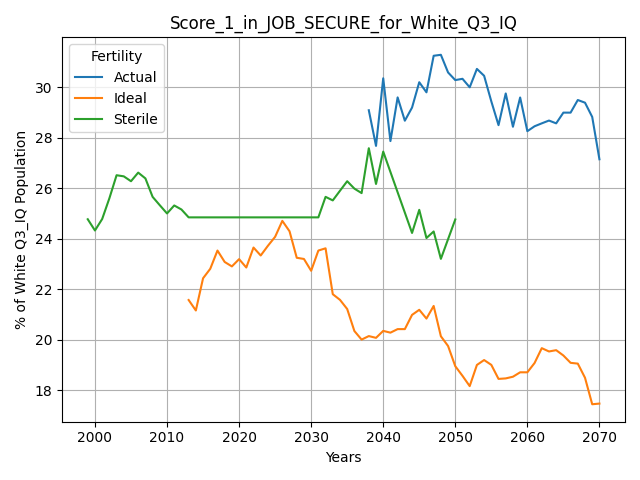 Score_1_in_JOB_SECURE_for_White_Q3_IQ
Fertility
Actual
Ideal
Sterile
% of White Q3_IQ Population
30
28
26
24
22
20
18
2000 2010 2020 2030 2040 2050 2060 2070
Years